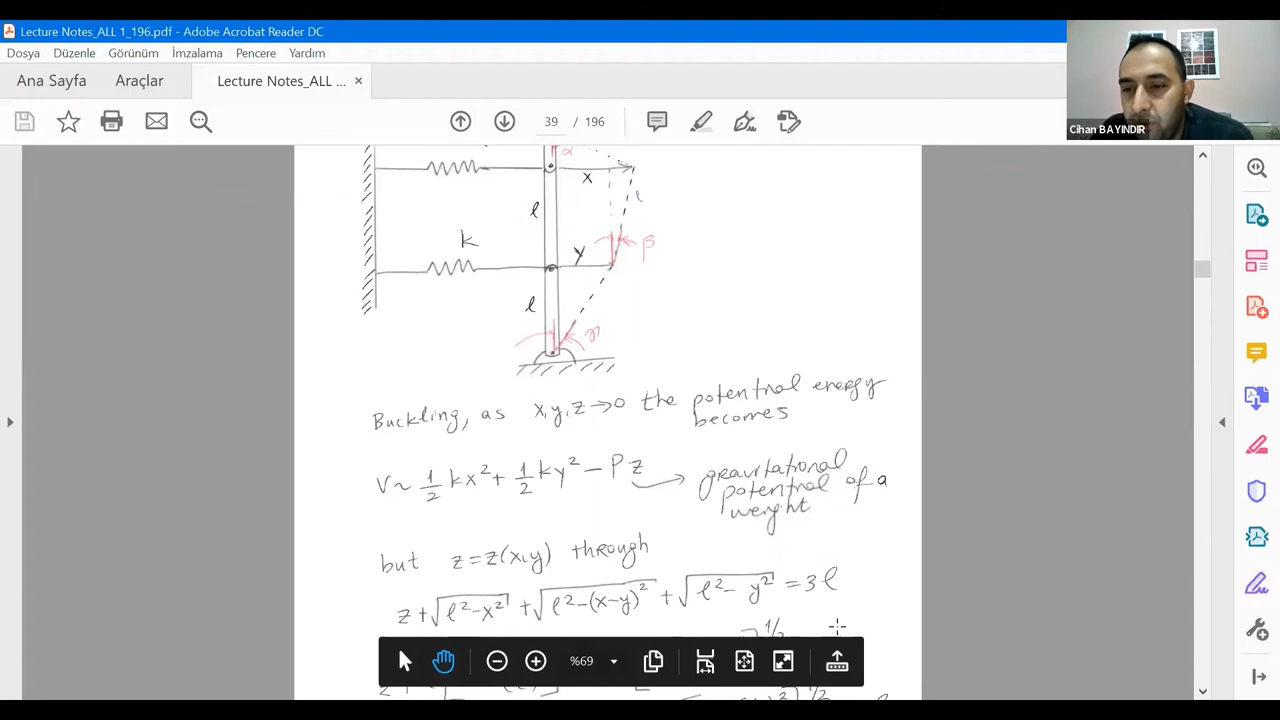 Lecture Notes_ALL 1_196.pdf - Adobe Acrobat Reader DC
Dosya Düzenle Görünüm İmzalama Pencere Yardım
Ana Sayfa Araçlar Lecture Notes_ALL ... ×
39 / 196
Cihan BAYINDIR
α
x
l
l
k
y
β
l
γ
Buckling, as x,y,z→0 the potential energy
becomes
V~ 1/2 kx² + 1/2 ky² − Pz → gravitational
potential of a
weight
but z=z(x,y) through
z+√(l²−x²) + √(l²−(x−y)²) + √(l²−y²) = 3l
1/2
%69